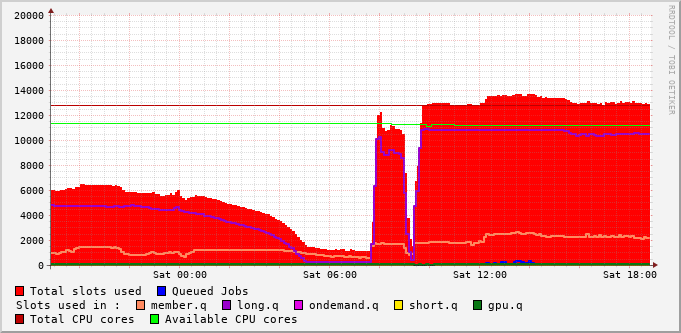 20000
18000
16000
14000
12000
10000
8000
6000
4000
2000
0
Sat 00:00 Sat 06:00 Sat 12:00 Sat 18:00
RRDTOOL / TOBI OETIKER
Total slots used Queued Jobs
Slots used in : member.q long.q ondemand.q short.q gpu.q
Total CPU cores Available CPU cores